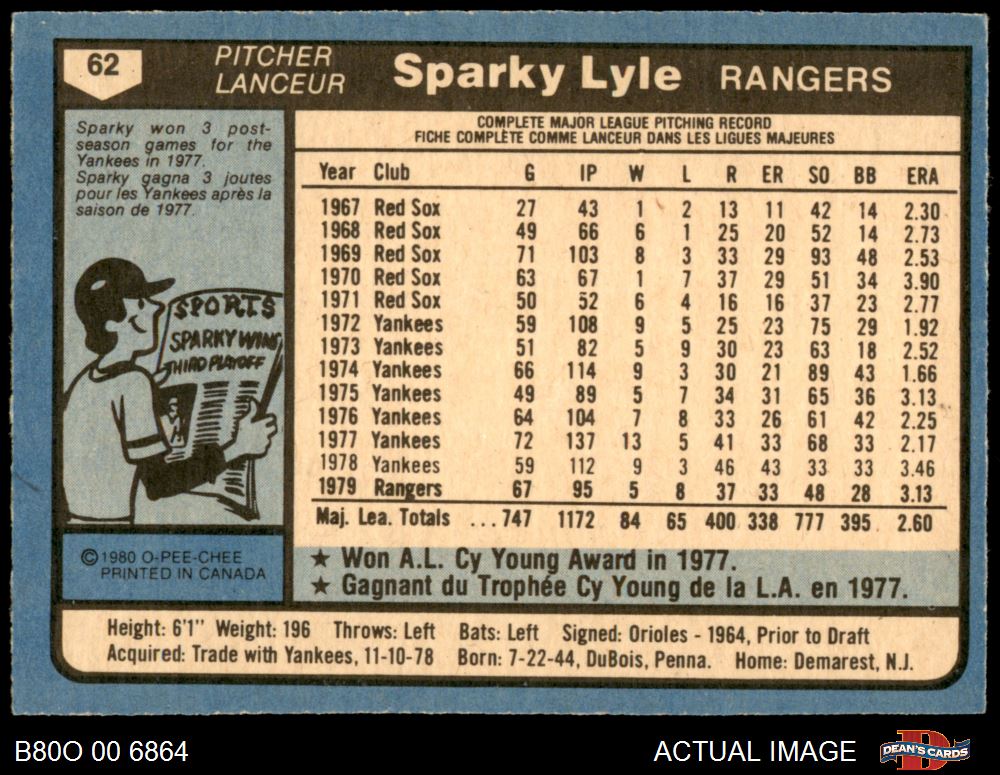 62
PITCHER
LANCEUR
Sparky Lyle RANGERS
Sparky won 3 post-
season games for the
Yankees in 1977.
Sparky gagna 3 joutes
pour les Yankees après la
saison de 1977.
SPORTS
SPARKY WINS
THIRD PLAYOFF
© 1980 O-PEE-CHEE
PRINTED IN CANADA
COMPLETE MAJOR LEAGUE PITCHING RECORD
FICHE COMPLÈTE COMME LANCEUR DANS LES LIGUES MAJEURES
Year Club G IP W L R ER SO BB ERA
1967 Red Sox 27 43 1 2 13 11 42 14 2.30
1968 Red Sox 49 66 6 1 25 20 52 14 2.73
1969 Red Sox 71 103 8 3 33 29 93 48 2.53
1970 Red Sox 63 67 1 7 37 29 51 34 3.90
1971 Red Sox 50 52 6 4 16 16 37 23 2.77
1972 Yankees 59 108 9 5 25 23 75 29 1.92
1973 Yankees 51 82 5 9 30 23 63 18 2.52
1974 Yankees 66 114 9 3 30 21 89 43 1.66
1975 Yankees 49 89 5 7 34 31 65 36 3.13
1976 Yankees 64 104 7 8 33 26 61 42 2.25
1977 Yankees 72 137 13 5 41 33 68 33 2.17
1978 Yankees 59 112 9 3 46 43 33 33 3.46
1979 Rangers 67 95 5 8 37 33 48 28 3.13
Maj. Lea. Totals ...747 1172 84 65 400 338 777 395 2.60
★ Won A.L. Cy Young Award in 1977.
★ Gagnant du Trophée Cy Young de la L.A. en 1977.
Height: 6'1" Weight: 196 Throws: Left Bats: Left Signed: Orioles - 1964, Prior to Draft
Acquired: Trade with Yankees, 11-10-78 Born: 7-22-44, DuBois, Penna. Home: Demarest, N.J.
B80O 00 6864
ACTUAL IMAGE
DEAN'S CARDS